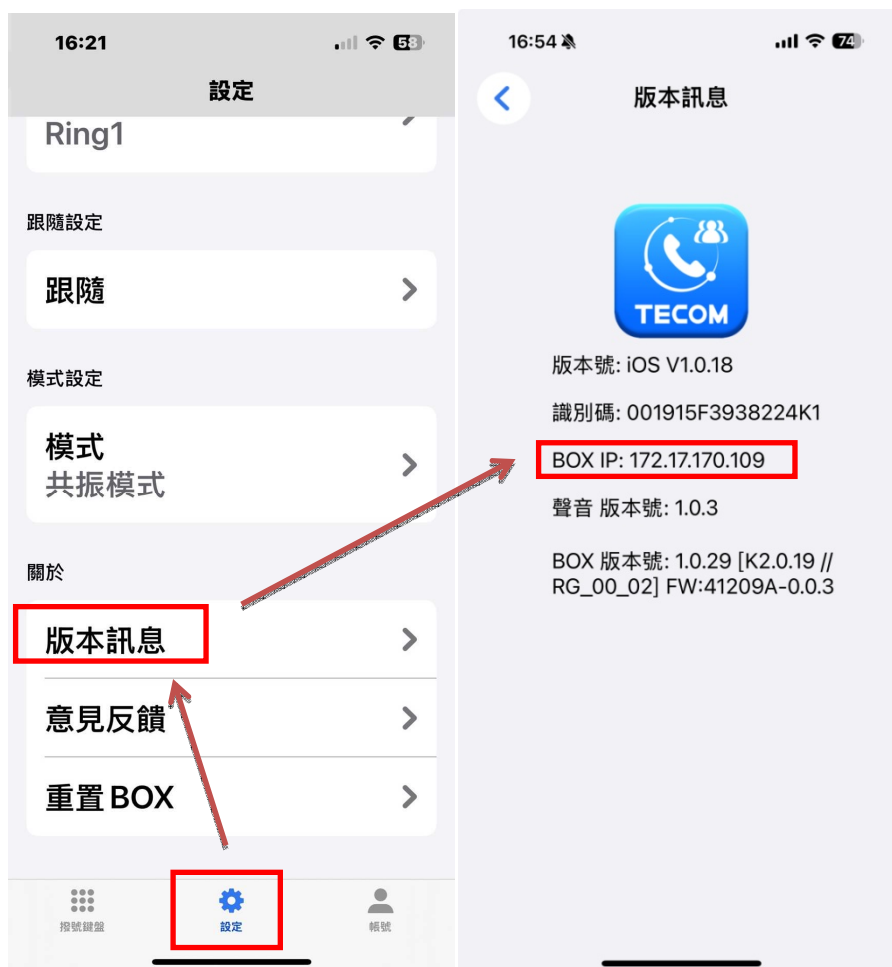 16:21
58
設定
Ring1
跟隨設定
跟隨
模式設定
模式
共振模式
關於
版本訊息
意見反饋
重置 BOX
撥號鍵盤
設定
帳號
16:54
74
版本訊息
TECOM
版本號: iOS V1.0.18
識別碼: 001915F3938224K1
BOX IP: 172.17.170.109
聲音 版本號: 1.0.3
BOX 版本號: 1.0.29 [K2.0.19 //
RG_00_02] FW:41209A-0.0.3